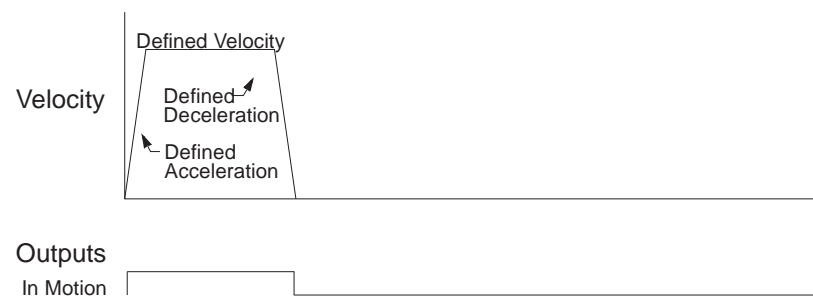 Defined Velocity
Velocity
Defined
Deceleration
Defined
Acceleration
Outputs
In Motion